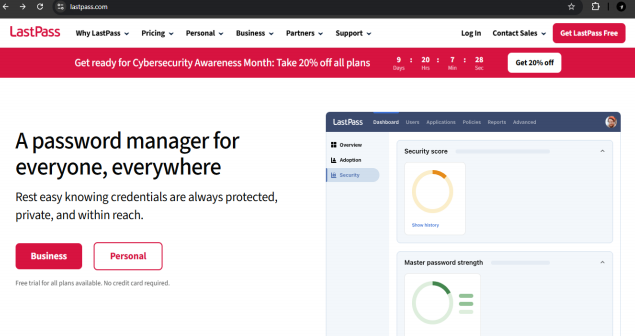 lastpass.com
LastPass
Why LastPass
Pricing
Personal
Business
Partners
Support
Log In
Contact Sales
Get LastPass Free
Get ready for Cybersecurity Awareness Month: Take 20% off all plans
9 : 20 : 7 : 28
Days Hrs Min Sec
Get 20% off
A password manager for
everyone, everywhere
Rest easy knowing credentials are always protected,
private, and within reach.
Business
Personal
Free trial for all plans available. No credit card required.
LastPass
Dashboard
Users
Applications
Policies
Reports
Advanced
Overview
Adoption
Security
Security score
Show history
Master password strength